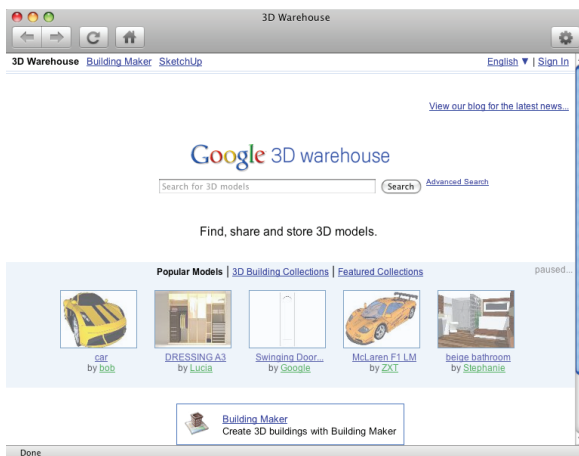 3D Warehouse
3D Warehouse Building Maker SketchUp English ▼ | Sign In
View our blog for the latest news...
Google 3D warehouse
Search for 3D models Search Advanced Search
Find, share and store 3D models.
Popular Models | 3D Building Collections | Featured Collections paused...
car DRESSING A3 Swinging Door... McLaren F1 LM beige bathroom
by bob by Lucia by Google by ZXT by Stephanie
Building Maker
Create 3D buildings with Building Maker
Done